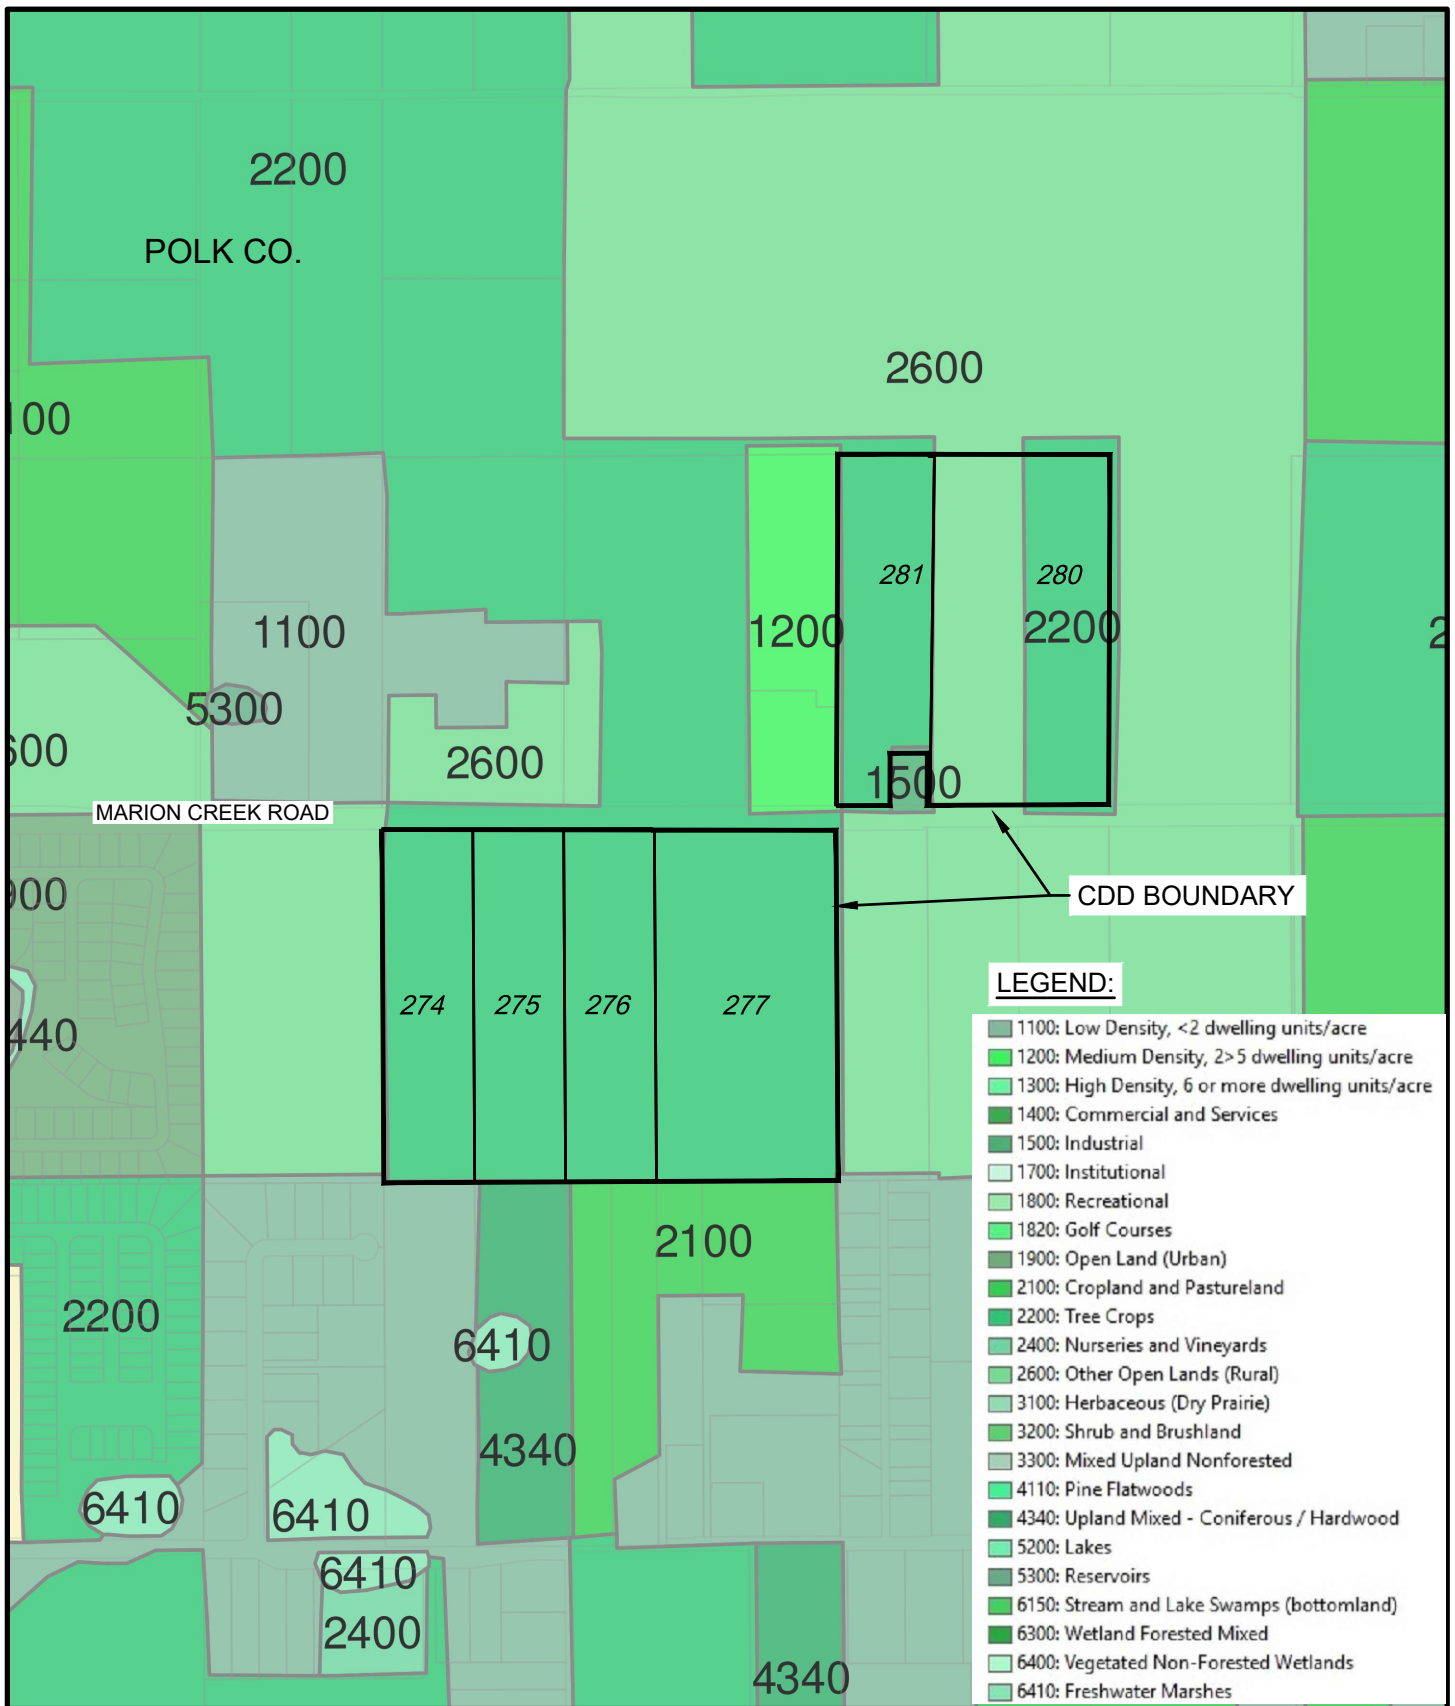 2200
POLK CO.
2600
100
281
280
1100
1200
2200
2
5300
600
2600
1500
MARION CREEK ROAD
900
CDD BOUNDARY
LEGEND:
274
275
276
277
440
1100: Low Density, <2 dwelling units/acre
1200: Medium Density, 2>5 dwelling units/acre
1300: High Density, 6 or more dwelling units/acre
1400: Commercial and Services
1500: Industrial
1700: Institutional
1800: Recreational
1820: Golf Courses
1900: Open Land (Urban)
2100: Cropland and Pastureland
2200: Tree Crops
2400: Nurseries and Vineyards
2600: Other Open Lands (Rural)
3100: Herbaceous (Dry Prairie)
3200: Shrub and Brushland
3300: Mixed Upland Nonforested
4110: Pine Flatwoods
4340: Upland Mixed - Coniferous / Hardwood
5200: Lakes
5300: Reservoirs
6150: Stream and Lake Swamps (bottomland)
6300: Wetland Forested Mixed
6400: Vegetated Non-Forested Wetlands
6410: Freshwater Marshes
2100
2200
6410
4340
6410
6410
6410
2400
4340